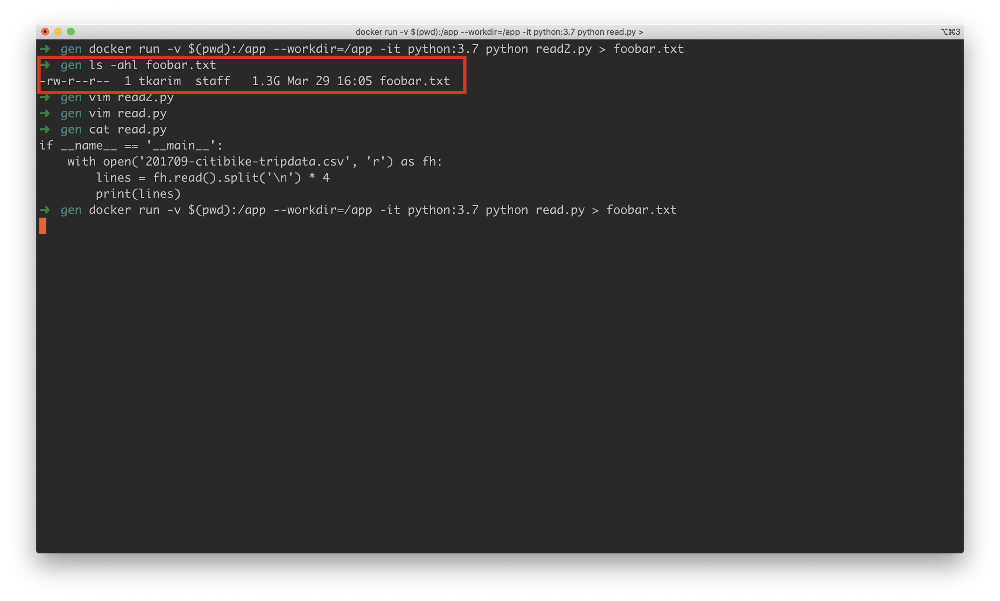 docker run -v $(pwd):/app --workdir=/app -it python:3.7 python read.py >
⌥⌘3
➜  gen docker run -v $(pwd):/app --workdir=/app -it python:3.7 python read2.py > foobar.txt
➜  gen ls -ahl foobar.txt
-rw-r--r--  1 tkarim  staff   1.3G Mar 29 16:05 foobar.txt
➜  gen vim read2.py
➜  gen vim read.py
➜  gen cat read.py
if __name__ == '__main__':
    with open('201709-citibike-tripdata.csv', 'r') as fh:
        lines = fh.read().split('\n') * 4
        print(lines)
➜  gen docker run -v $(pwd):/app --workdir=/app -it python:3.7 python read.py > foobar.txt